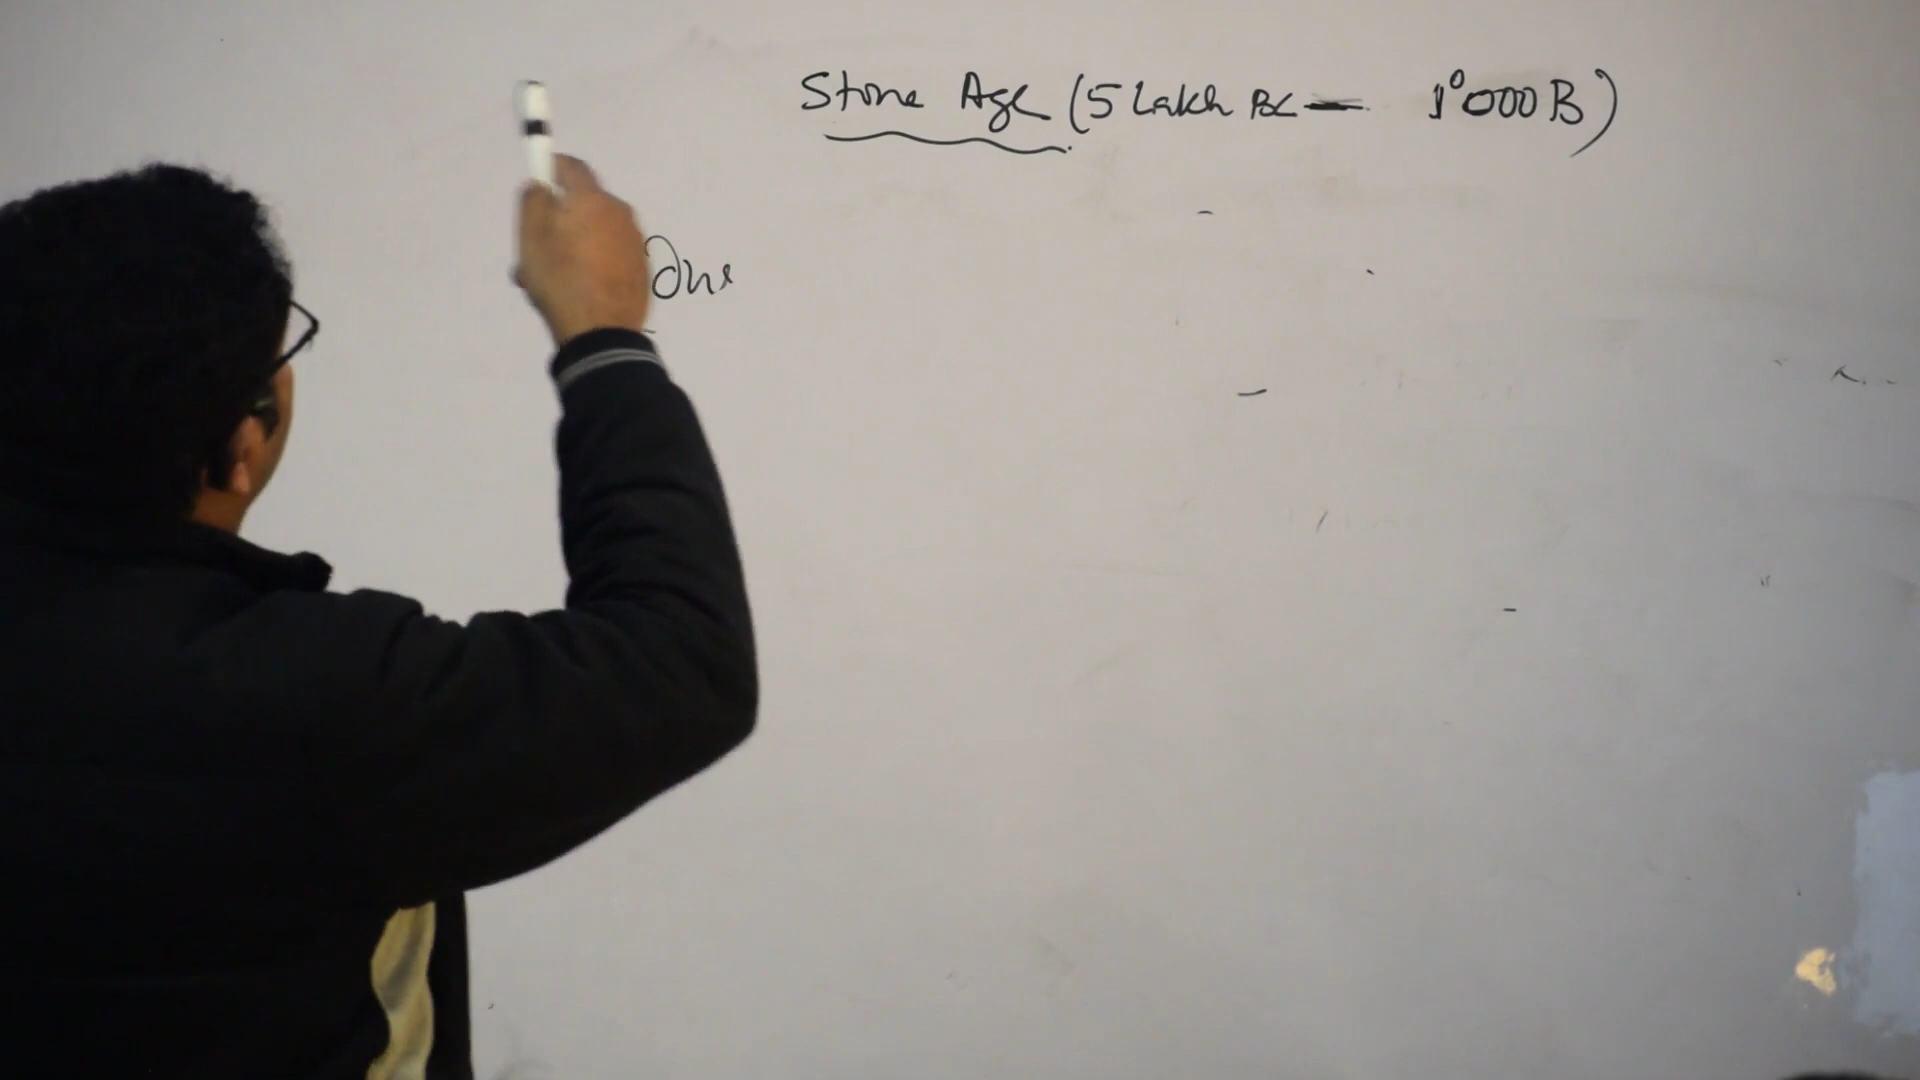 Stone Age (5 Lakh BC — 1000 B)